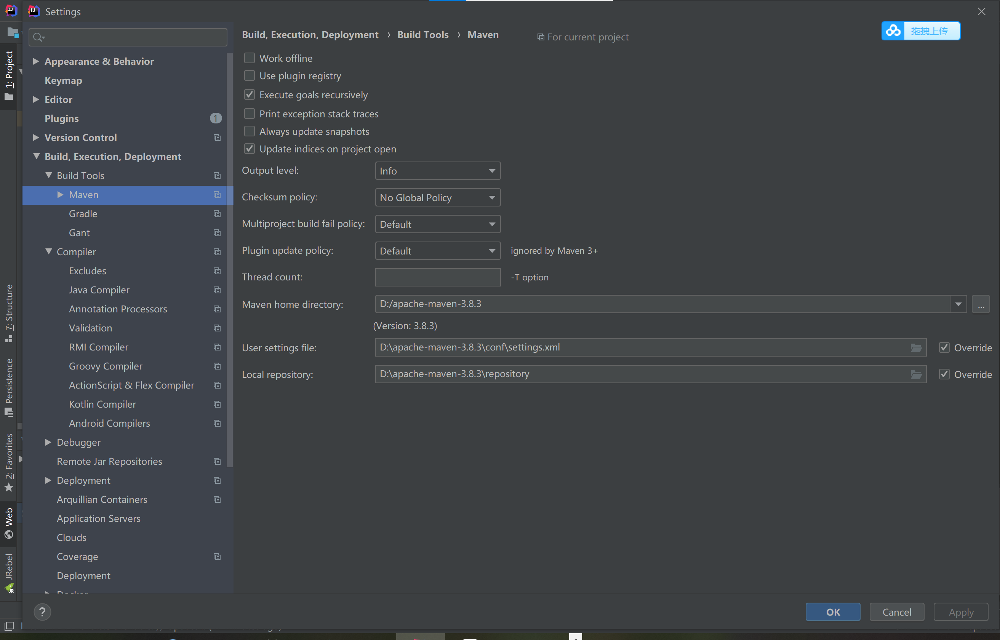 Settings
拖拽上传
Build, Execution, Deployment › Build Tools › Maven
For current project
1: Project
7: Structure
Persistence
2: Favorites
Web
JRebel
JR
Appearance & Behavior
Keymap
Editor
Plugins 1
Version Control
Build, Execution, Deployment
Build Tools
Maven
Gradle
Gant
Compiler
Excludes
Java Compiler
Annotation Processors
Validation
RMI Compiler
Groovy Compiler
ActionScript & Flex Compiler
Kotlin Compiler
Android Compilers
Debugger
Remote Jar Repositories
Deployment
Arquillian Containers
Application Servers
Clouds
Coverage
Deployment
Docker
Work offline
Use plugin registry
Execute goals recursively
Print exception stack traces
Always update snapshots
Update indices on project open
Output level: Info
Checksum policy: No Global Policy
Multiproject build fail policy: Default
Plugin update policy: Default ignored by Maven 3+
Thread count: -T option
Maven home directory: D:/apache-maven-3.8.3 ...
(Version: 3.8.3)
User settings file: D:\apache-maven-3.8.3\conf\settings.xml Override
Local repository: D:\apache-maven-3.8.3\repository Override
? OK Cancel Apply